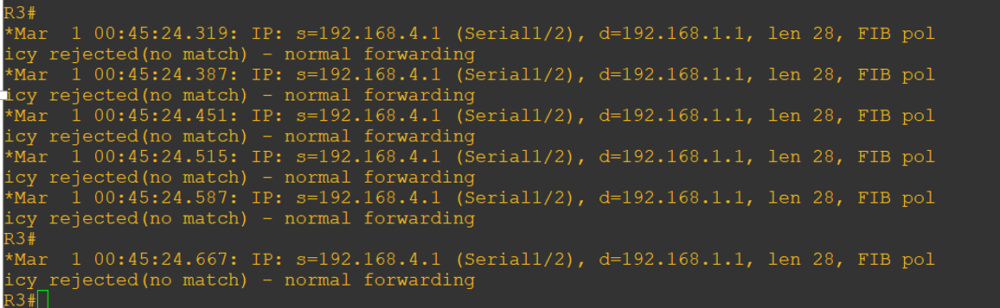 R3#
*Mar  1 00:45:24.319: IP: s=192.168.4.1 (Serial1/2), d=192.168.1.1, len 28, FIB pol
icy rejected(no match) - normal forwarding
*Mar  1 00:45:24.387: IP: s=192.168.4.1 (Serial1/2), d=192.168.1.1, len 28, FIB pol
icy rejected(no match) - normal forwarding
*Mar  1 00:45:24.451: IP: s=192.168.4.1 (Serial1/2), d=192.168.1.1, len 28, FIB pol
icy rejected(no match) - normal forwarding
*Mar  1 00:45:24.515: IP: s=192.168.4.1 (Serial1/2), d=192.168.1.1, len 28, FIB pol
icy rejected(no match) - normal forwarding
*Mar  1 00:45:24.587: IP: s=192.168.4.1 (Serial1/2), d=192.168.1.1, len 28, FIB pol
icy rejected(no match) - normal forwarding
R3#
*Mar  1 00:45:24.667: IP: s=192.168.4.1 (Serial1/2), d=192.168.1.1, len 28, FIB pol
icy rejected(no match) - normal forwarding
R3#